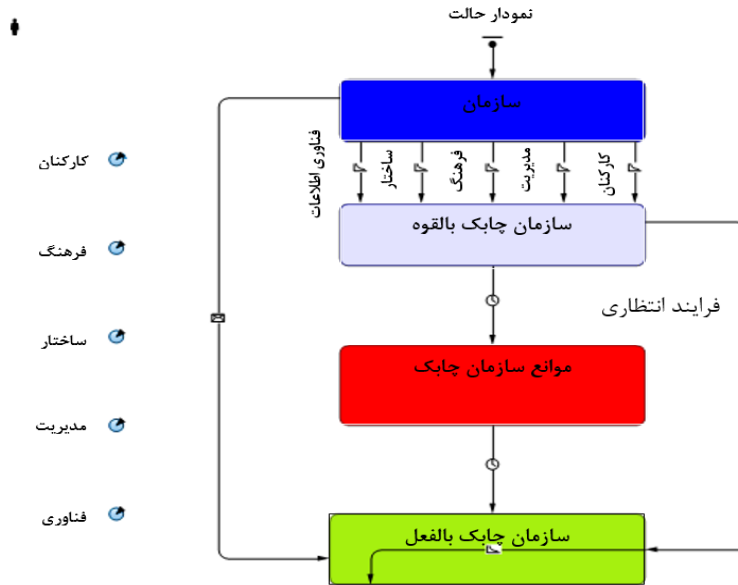 نمودار حالت
سازمان
فناوری اطلاعات
ساختار
فرهنگ
مدیریت
کارکنان
سازمان چابک بالقوه
فرایند انتظاری
موانع سازمان چابک
سازمان چابک بالفعل
کارکنان
فرهنگ
ساختار
مدیریت
فناوری